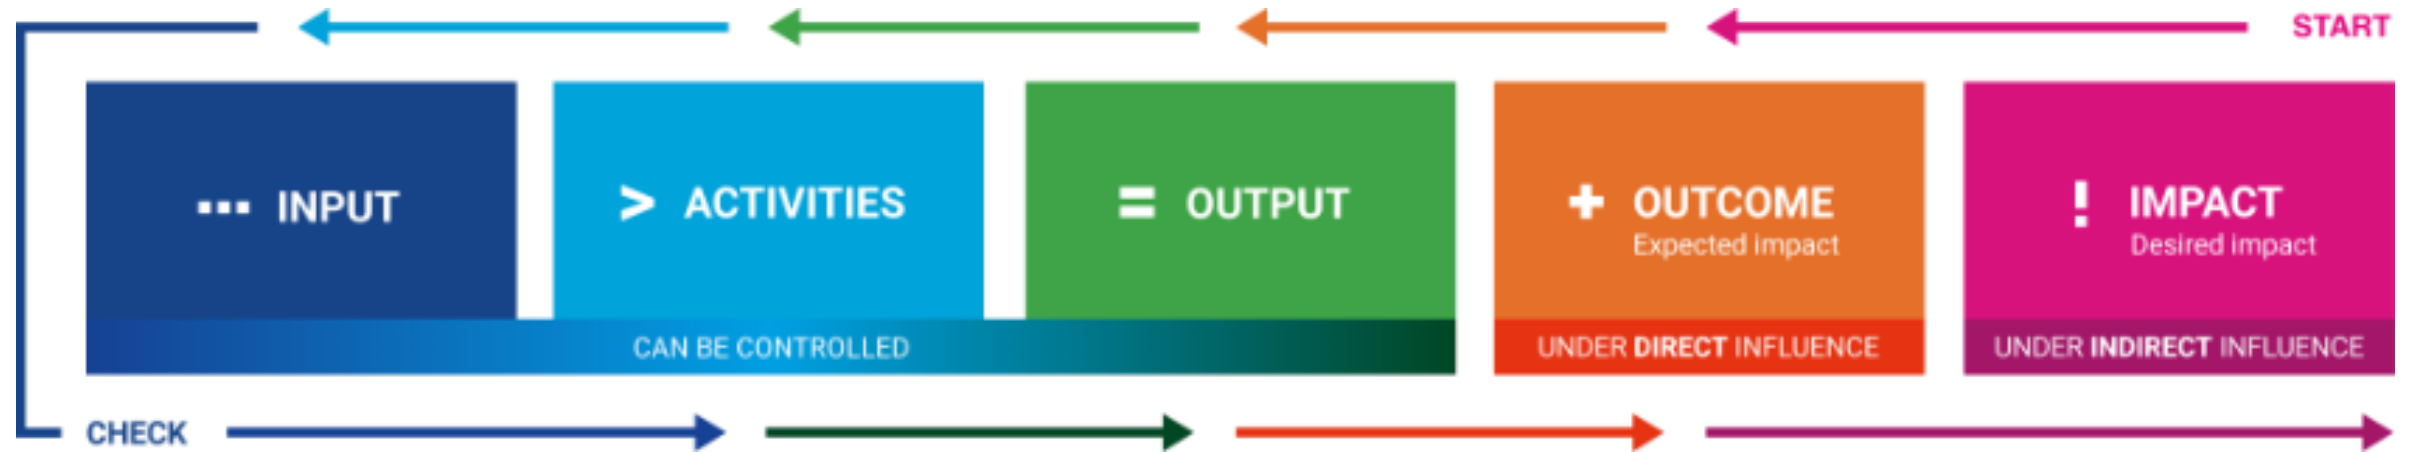 START
... INPUT
> ACTIVITIES
= OUTPUT
+ OUTCOME
Expected impact
! IMPACT
Desired impact
CAN BE CONTROLLED
UNDER DIRECT INFLUENCE
UNDER INDIRECT INFLUENCE
CHECK